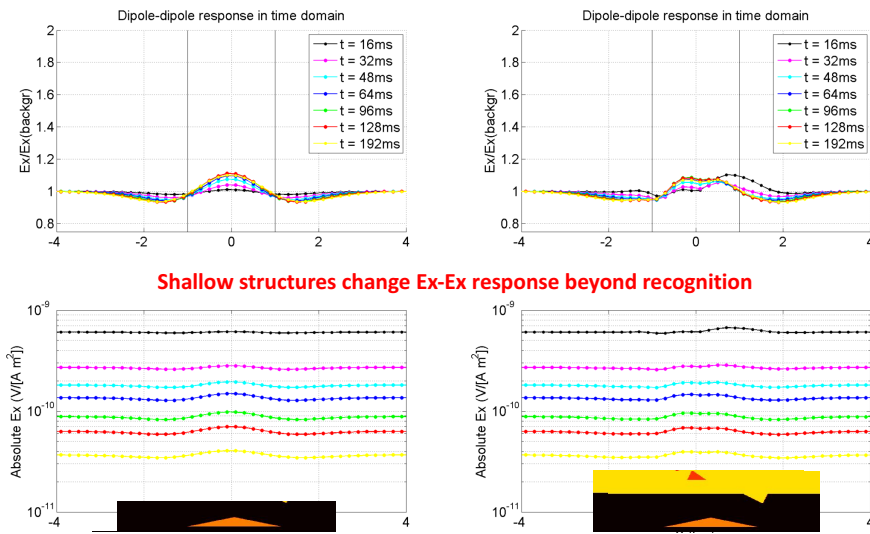 Dipole-dipole response in time domain
Ex/Ex(backgr)
2
1.8
1.6
1.4
1.2
1
0.8
-4
-2
0
2
4
t = 16ms
t = 32ms
t = 48ms
t = 64ms
t = 96ms
t = 128ms
t = 192ms
Dipole-dipole response in time domain
Ex/Ex(backgr)
2
1.8
1.6
1.4
1.2
1
0.8
-4
-2
0
2
4
t = 16ms
t = 32ms
t = 48ms
t = 64ms
t = 96ms
t = 128ms
t = 192ms
Shallow structures change Ex-Ex response beyond recognition
Absolute Ex (V/[A m²])
10⁻⁹
10⁻¹⁰
10⁻¹¹
-4
4
Absolute Ex (V/[A m²])
10⁻⁹
10⁻¹⁰
10⁻¹¹
-4
4